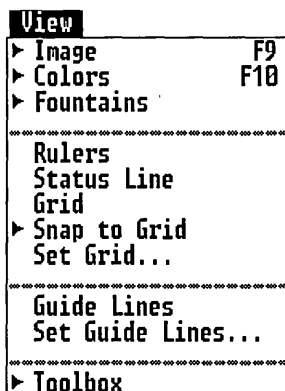 View
▶ Image F9
▶ Colors F10
▶ Fountains
Rulers
Status Line
Grid
▶ Snap to Grid
Set Grid...
Guide Lines
Set Guide Lines...
▶ Toolbox